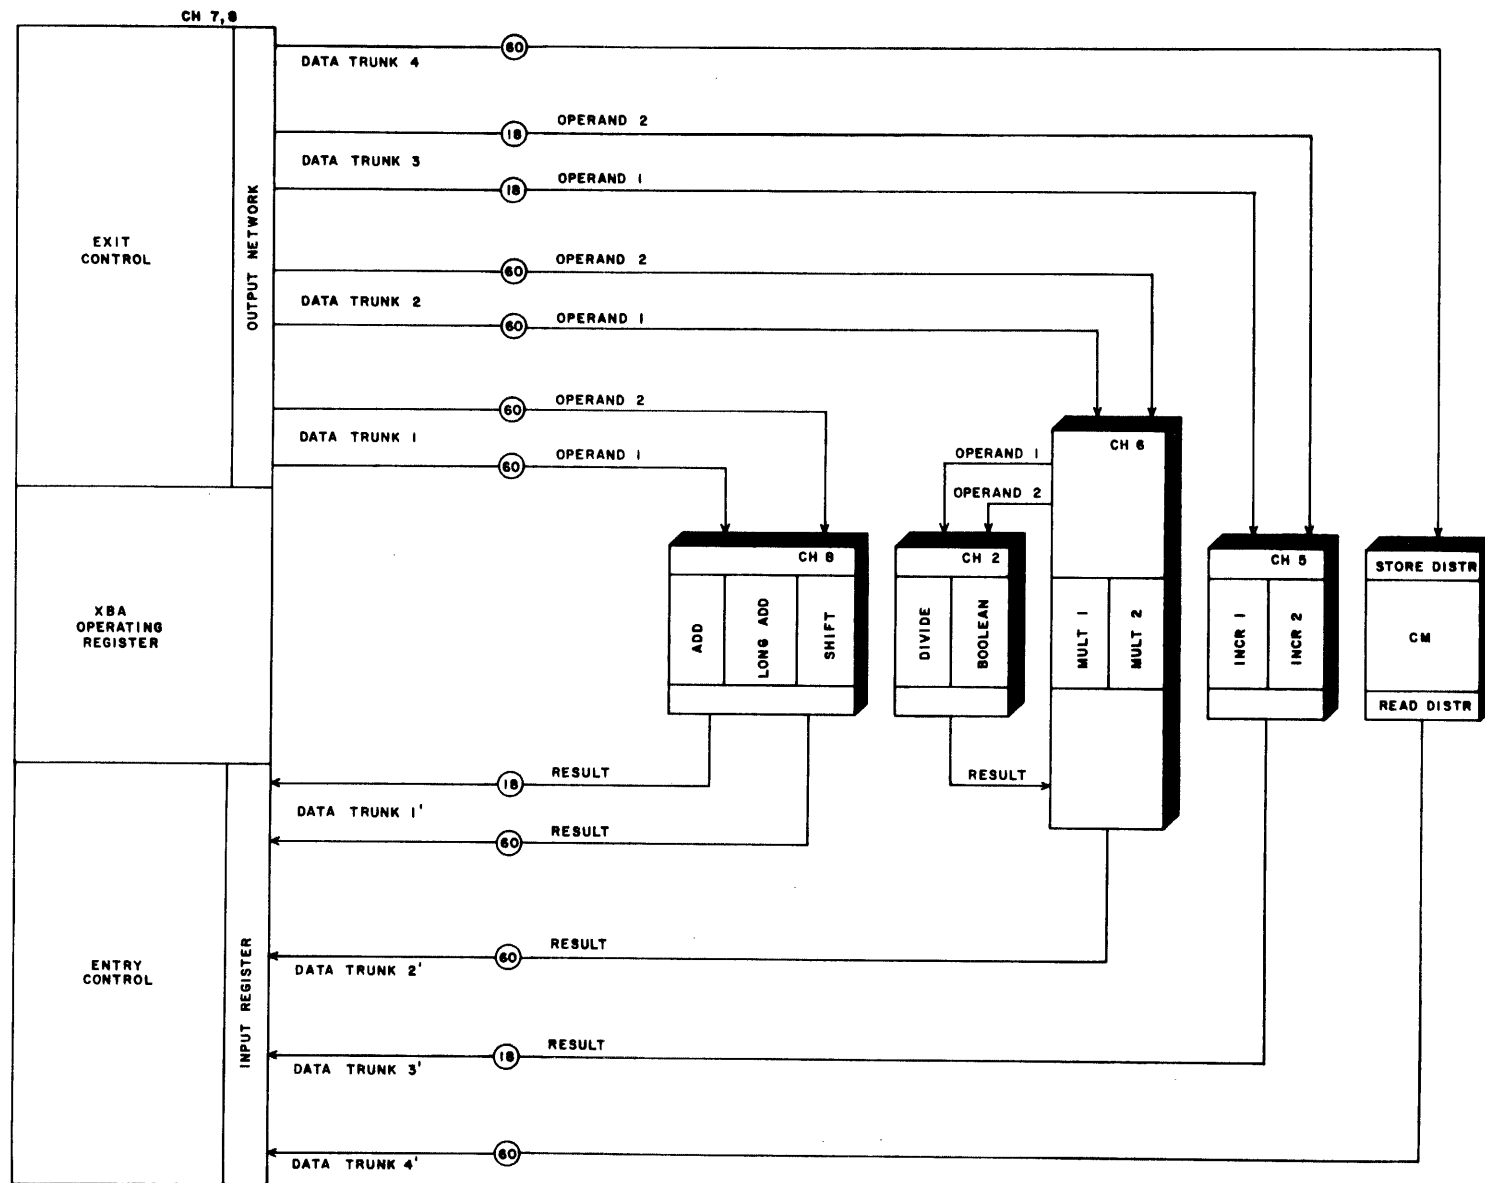 CH 7,8
DATA TRUNK 4
60
OPERAND 2
18
DATA TRUNK 3
OPERAND 1
18
EXIT
CONTROL
OUTPUT NETWORK
OPERAND 2
60
DATA TRUNK 2
OPERAND 1
60
OPERAND 2
60
DATA TRUNK 1
OPERAND 1
60
OPERAND 1
OPERAND 2
CH 6
CH 8
CH 2
CH 5
STORE DISTR
XBA
OPERATING
REGISTER
ADD
LONG ADD
SHIFT
DIVIDE
BOOLEAN
MULT 1
MULT 2
INCR 1
INCR 2
CM
READ DISTR
RESULT
18
RESULT
DATA TRUNK 1'
RESULT
60
ENTRY
CONTROL
INPUT REGISTER
RESULT
60
DATA TRUNK 2'
RESULT
18
DATA TRUNK 3'
60
DATA TRUNK 4'